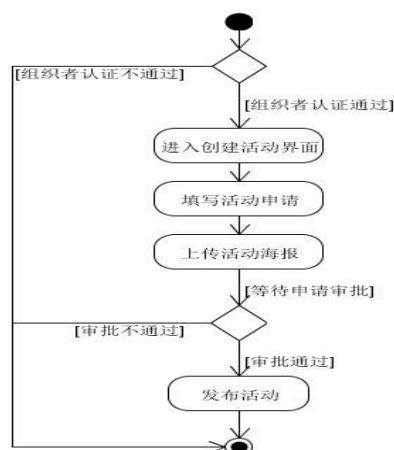 [组织者认证不通过]
[组织者认证通过]
进入创建活动界面
填写活动申请
上传活动海报
[等待申请审批]
[审批不通过]
[审批通过]
发布活动